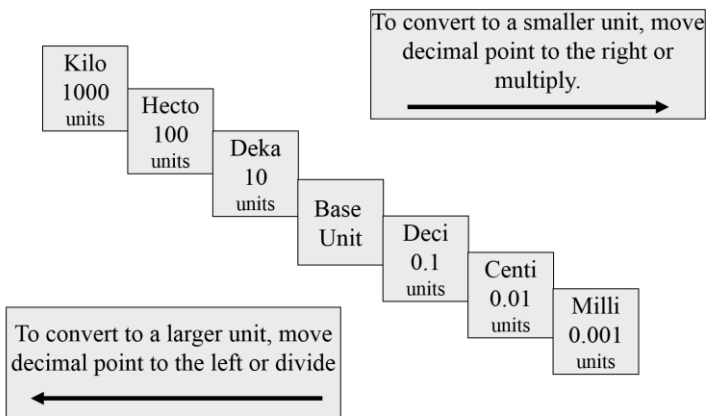 To convert to a smaller unit, move
decimal point to the right or
multiply.
Kilo
1000
units
Hecto
100
units
Deka
10
units
Base
Unit
Deci
0.1
units
Centi
0.01
units
Milli
0.001
units
To convert to a larger unit, move
decimal point to the left or divide